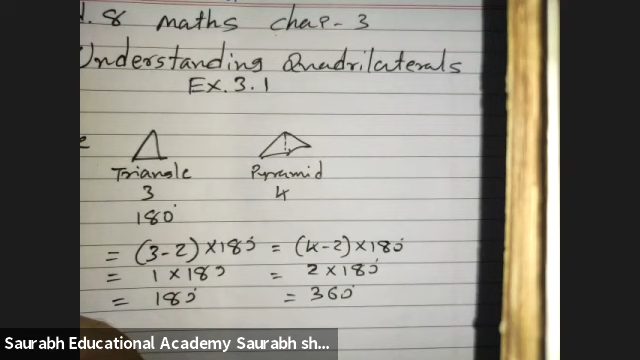 d. 8 maths chap-3
Understanding Quadrilaterals
Ex. 3.1
Triangle Pyramid
3 4
180°
= (3-2) ×180° = (4-2)×180°
= 1 ×180° = 2 ×180°
= 180° = 360°
Saurabh Educational Academy Saurabh sh...